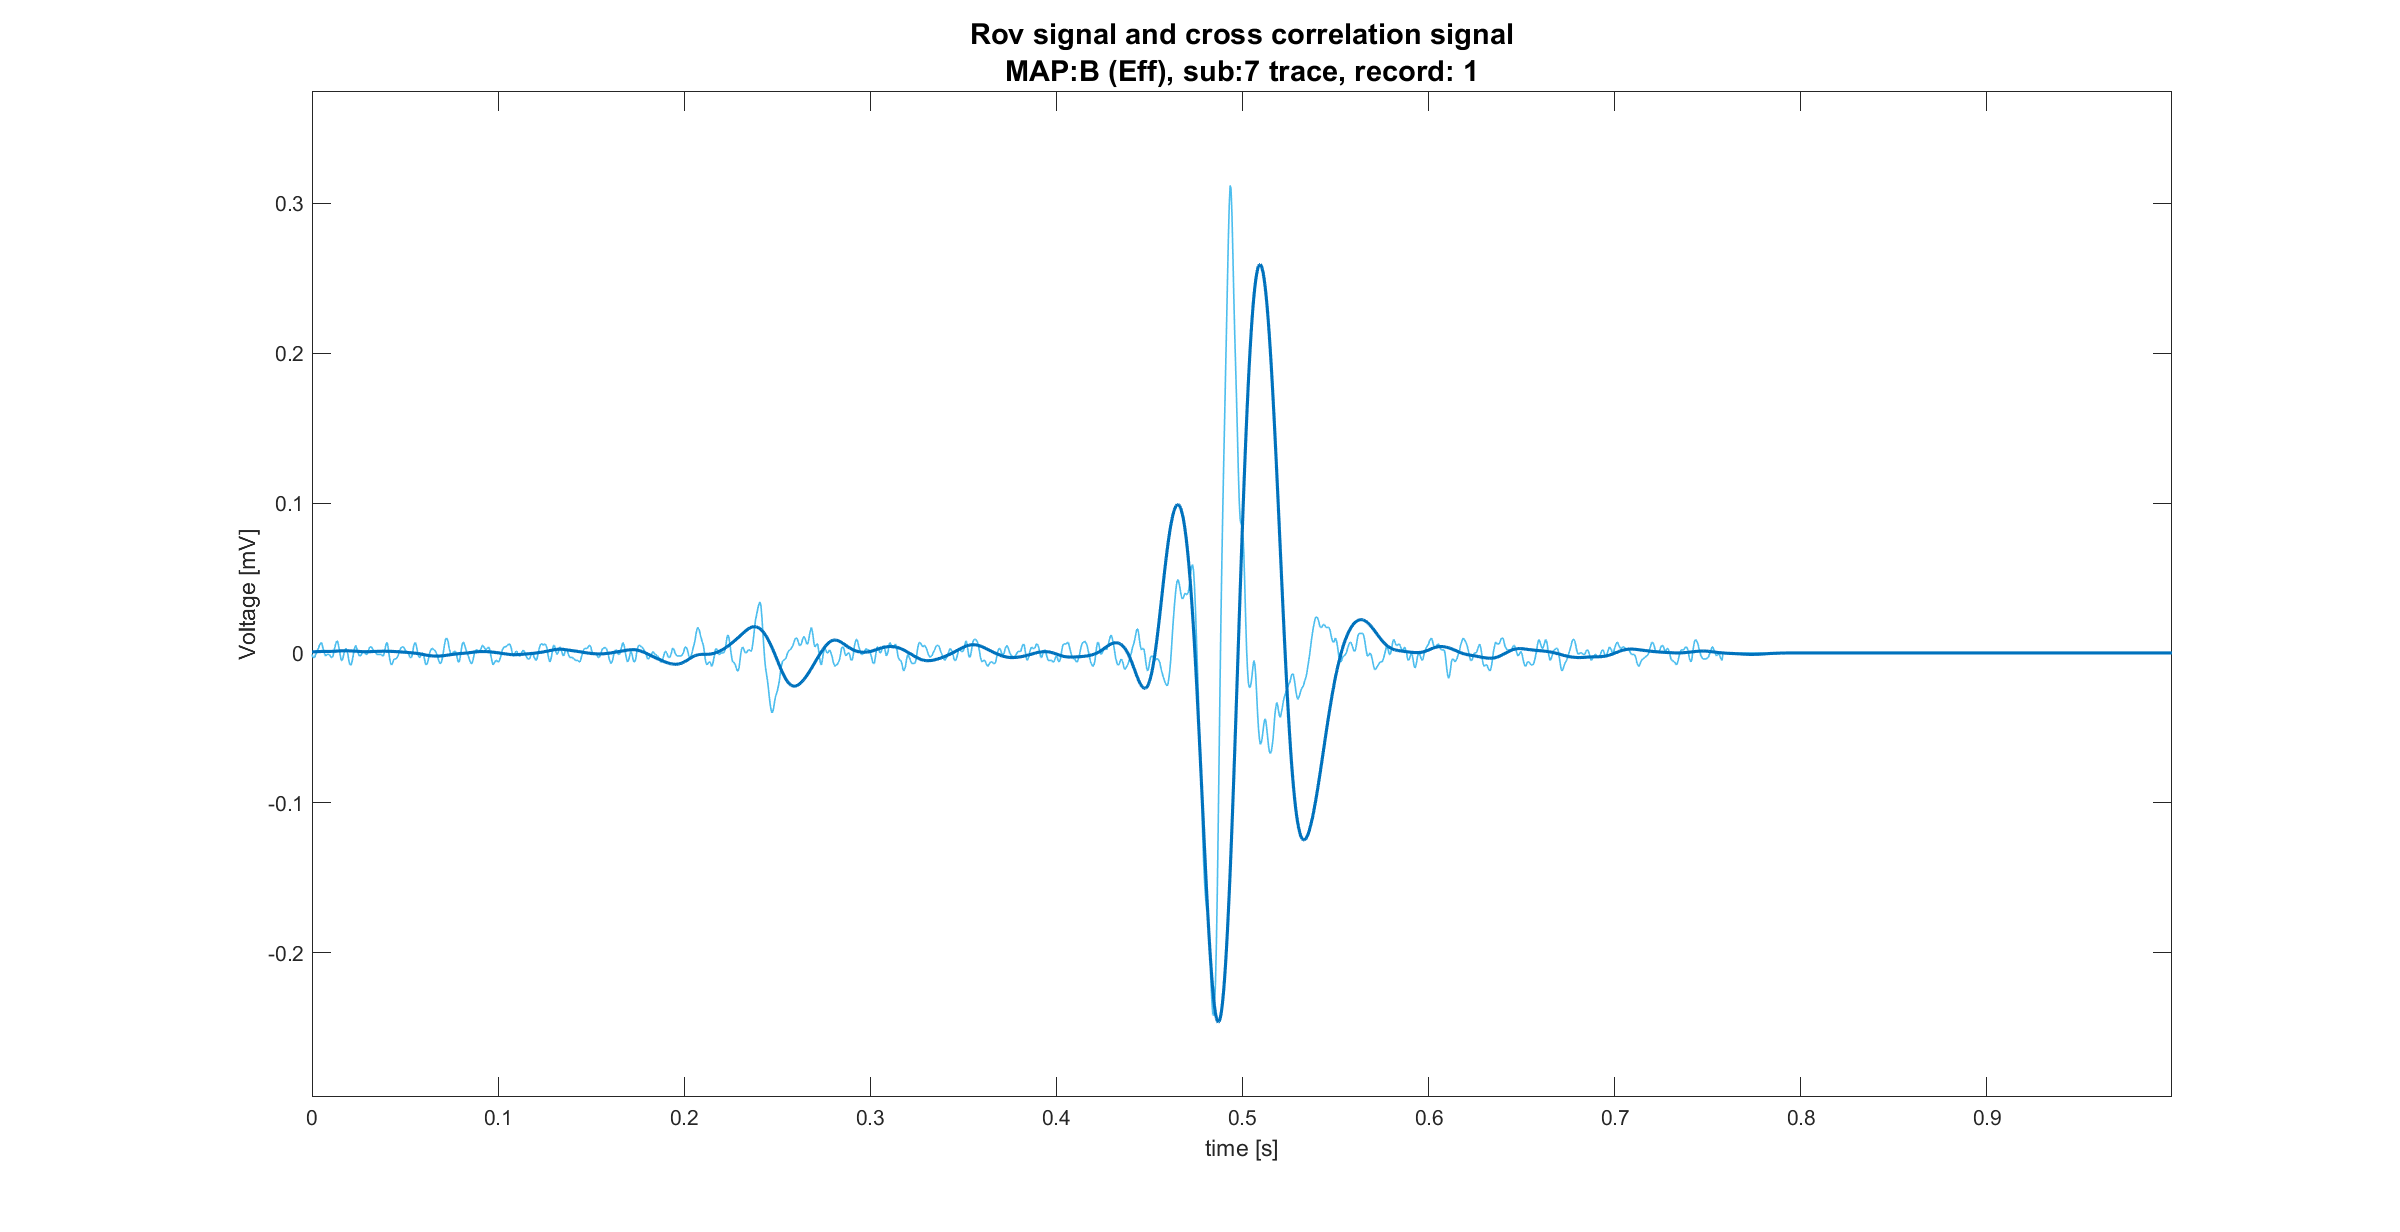 Rov signal and cross correlation signal
MAP:B (Eff), sub:7 trace, record: 1
0.3
0.2
0.1
0
-0.1
-0.2
Voltage [mV]
0 0.1 0.2 0.3 0.4 0.5 0.6 0.7 0.8 0.9
time [s]